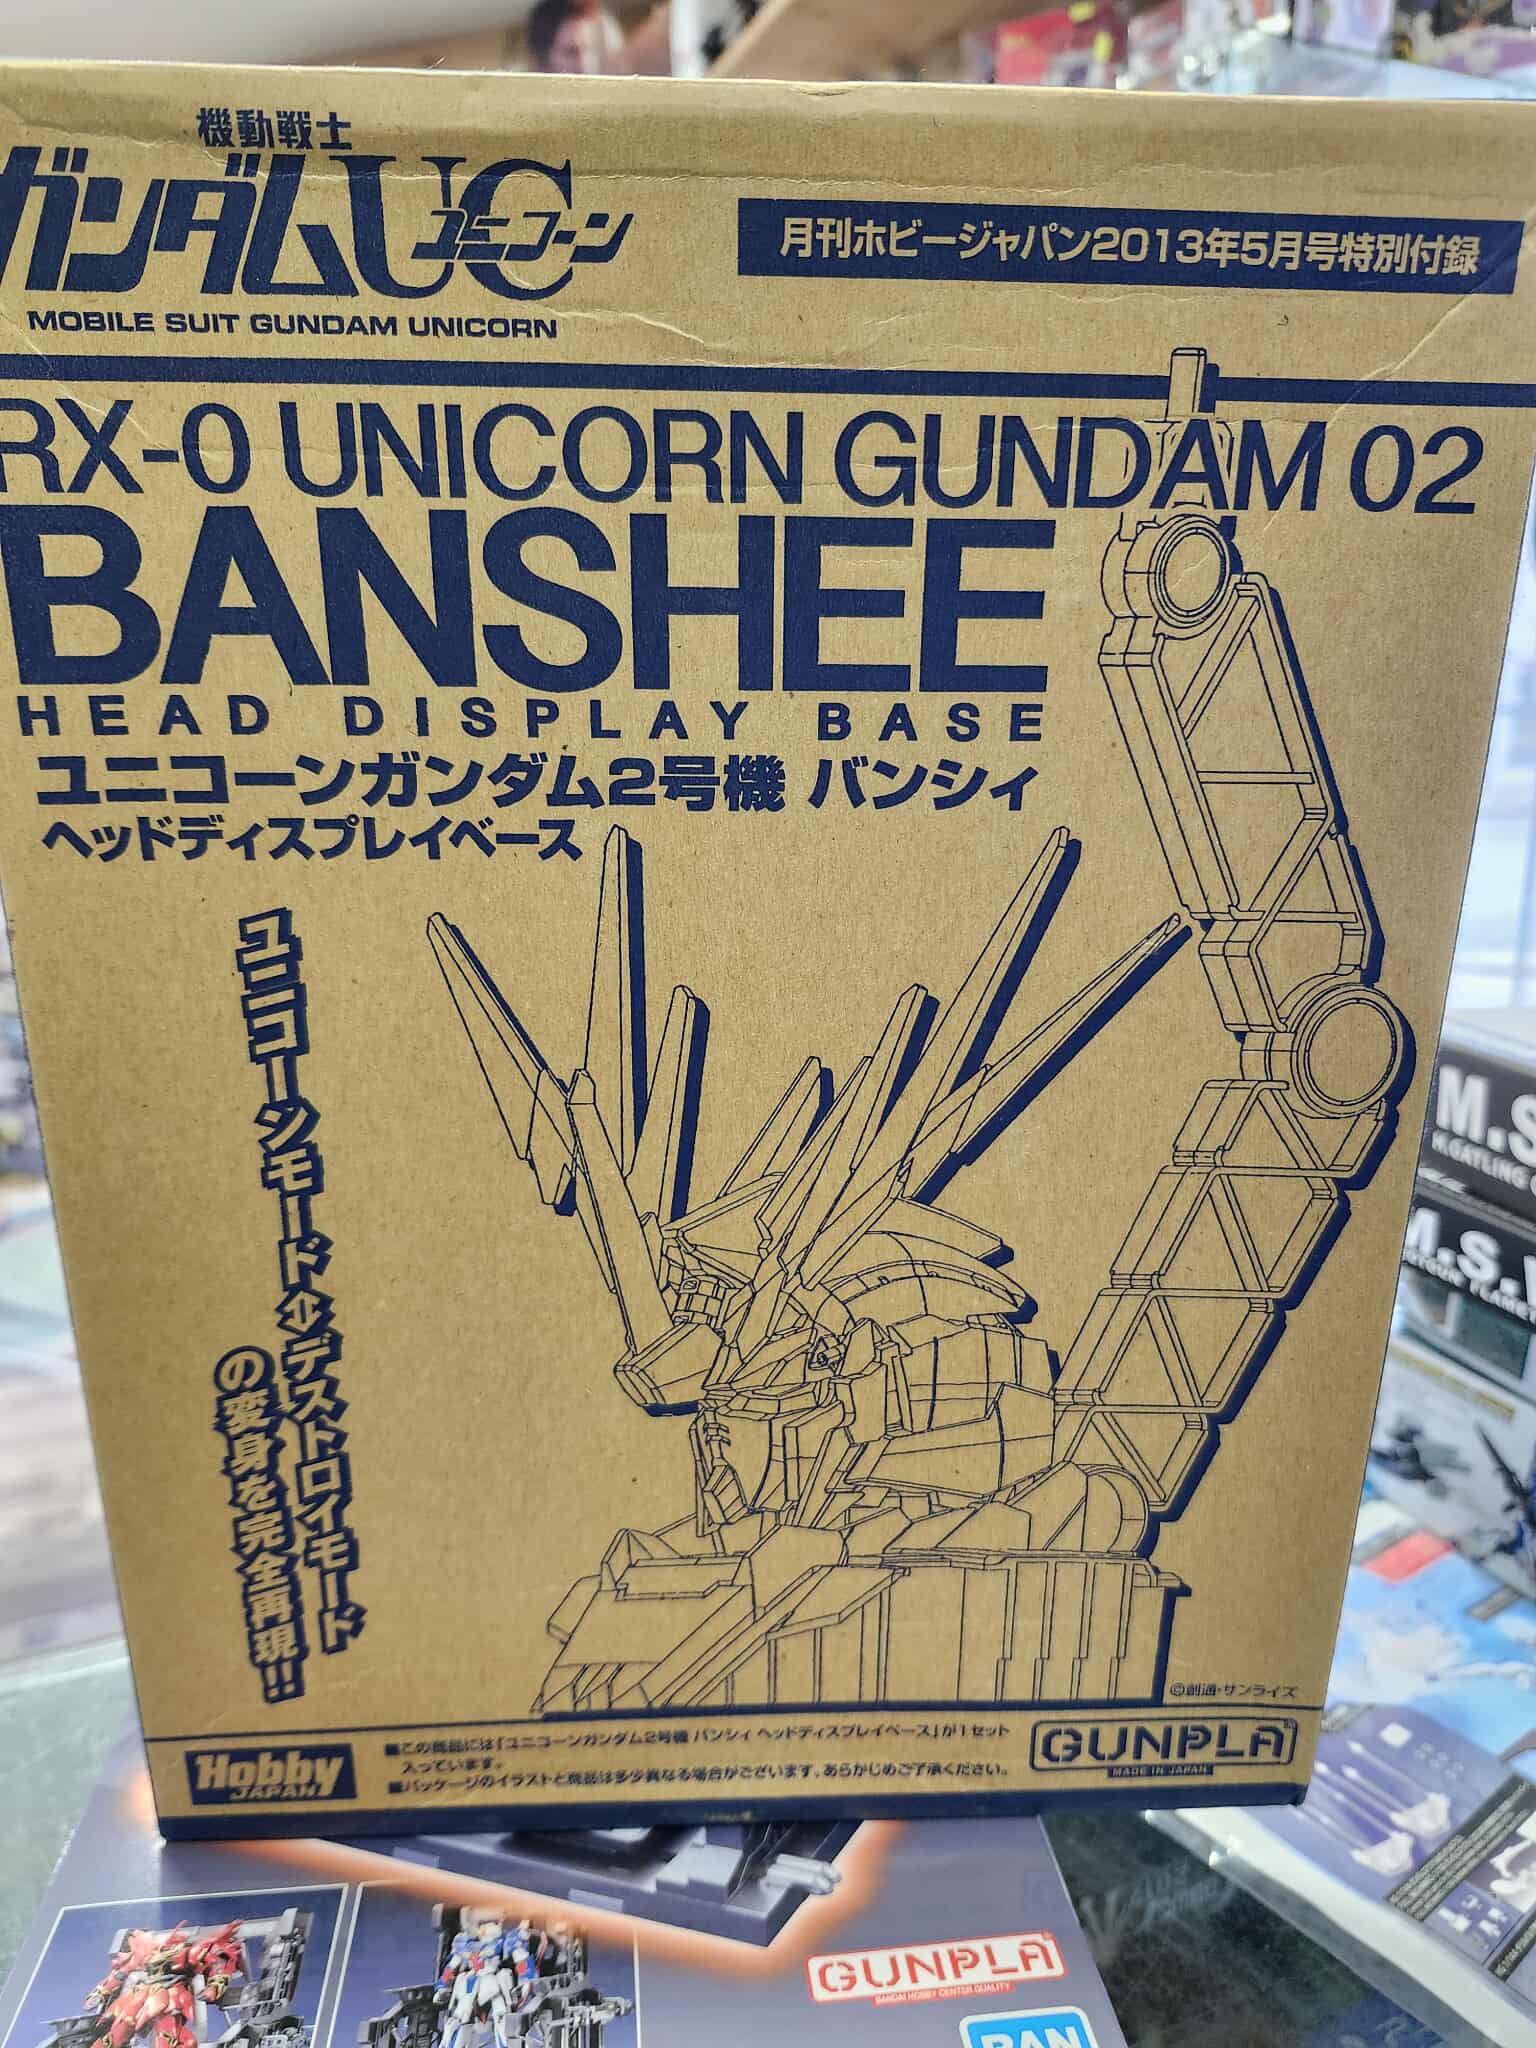 機動戦士
ガンダムUC
ユニコーン
MOBILE SUIT GUNDAM UNICORN
月刊ホビージャパン2013年5月号特別付録
RX-0 UNICORN GUNDAM 02
BANSHEE
HEAD DISPLAY BASE
ユニコーンガンダム2号機 バンシィ
ヘッドディスプレイベース
ユニコーンモード⇔デストロイモード
の変身を完全再現!!
©創通・サンライズ
Hobby
JAPAN
■この商品には「ユニコーンガンダム2号機 バンシィ ヘッドディスプレイベース」が1セット
入っています。
■パッケージのイラストと商品は多少異なる場合がございます。あらかじめご了承ください。
GUNPLA
MADE IN JAPAN
M.S
H.GATLING
M.S.
GUNPLA
BANDAI HOBBY CENTER QUALITY
BAN